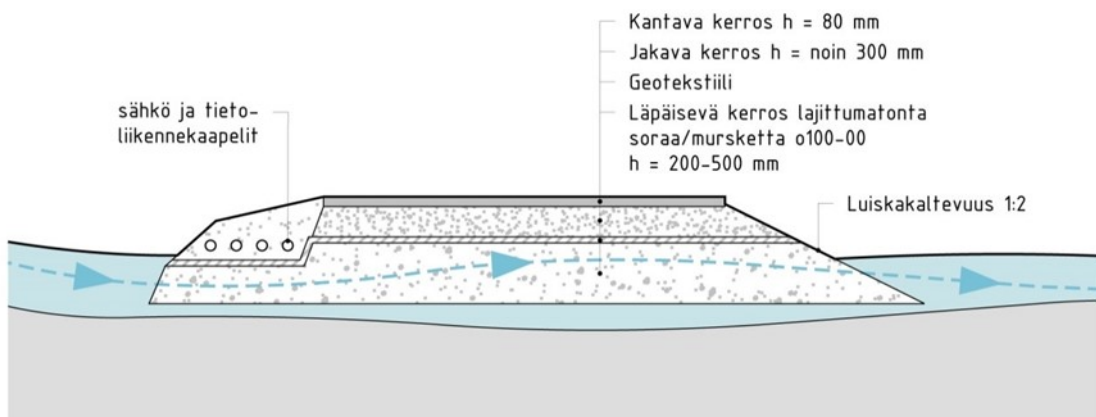 Kantava kerros h = 80 mm
Jakava kerros h = noin 300 mm
Geotekstiili
Läpäisevä kerros lajittumatonta
soraa/mursketta o100-00
h = 200-500 mm
sähkö ja tieto-
liikennekaapelit
Luiskakaltevuus 1:2